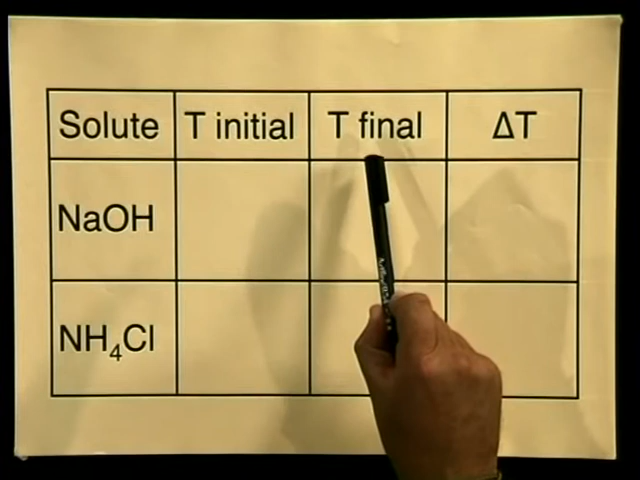 Solute T initial T final ΔT
NaOH
NH₄Cl